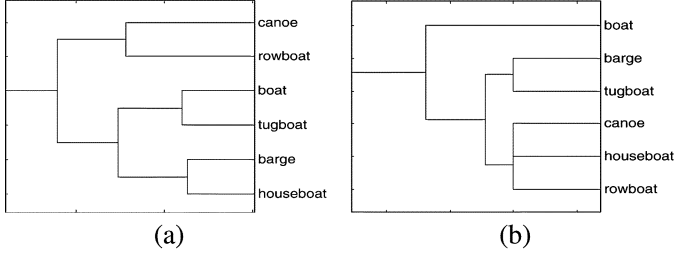 canoe
rowboat
boat
tugboat
barge
houseboat
(a)
boat
barge
tugboat
canoe
houseboat
rowboat
(b)